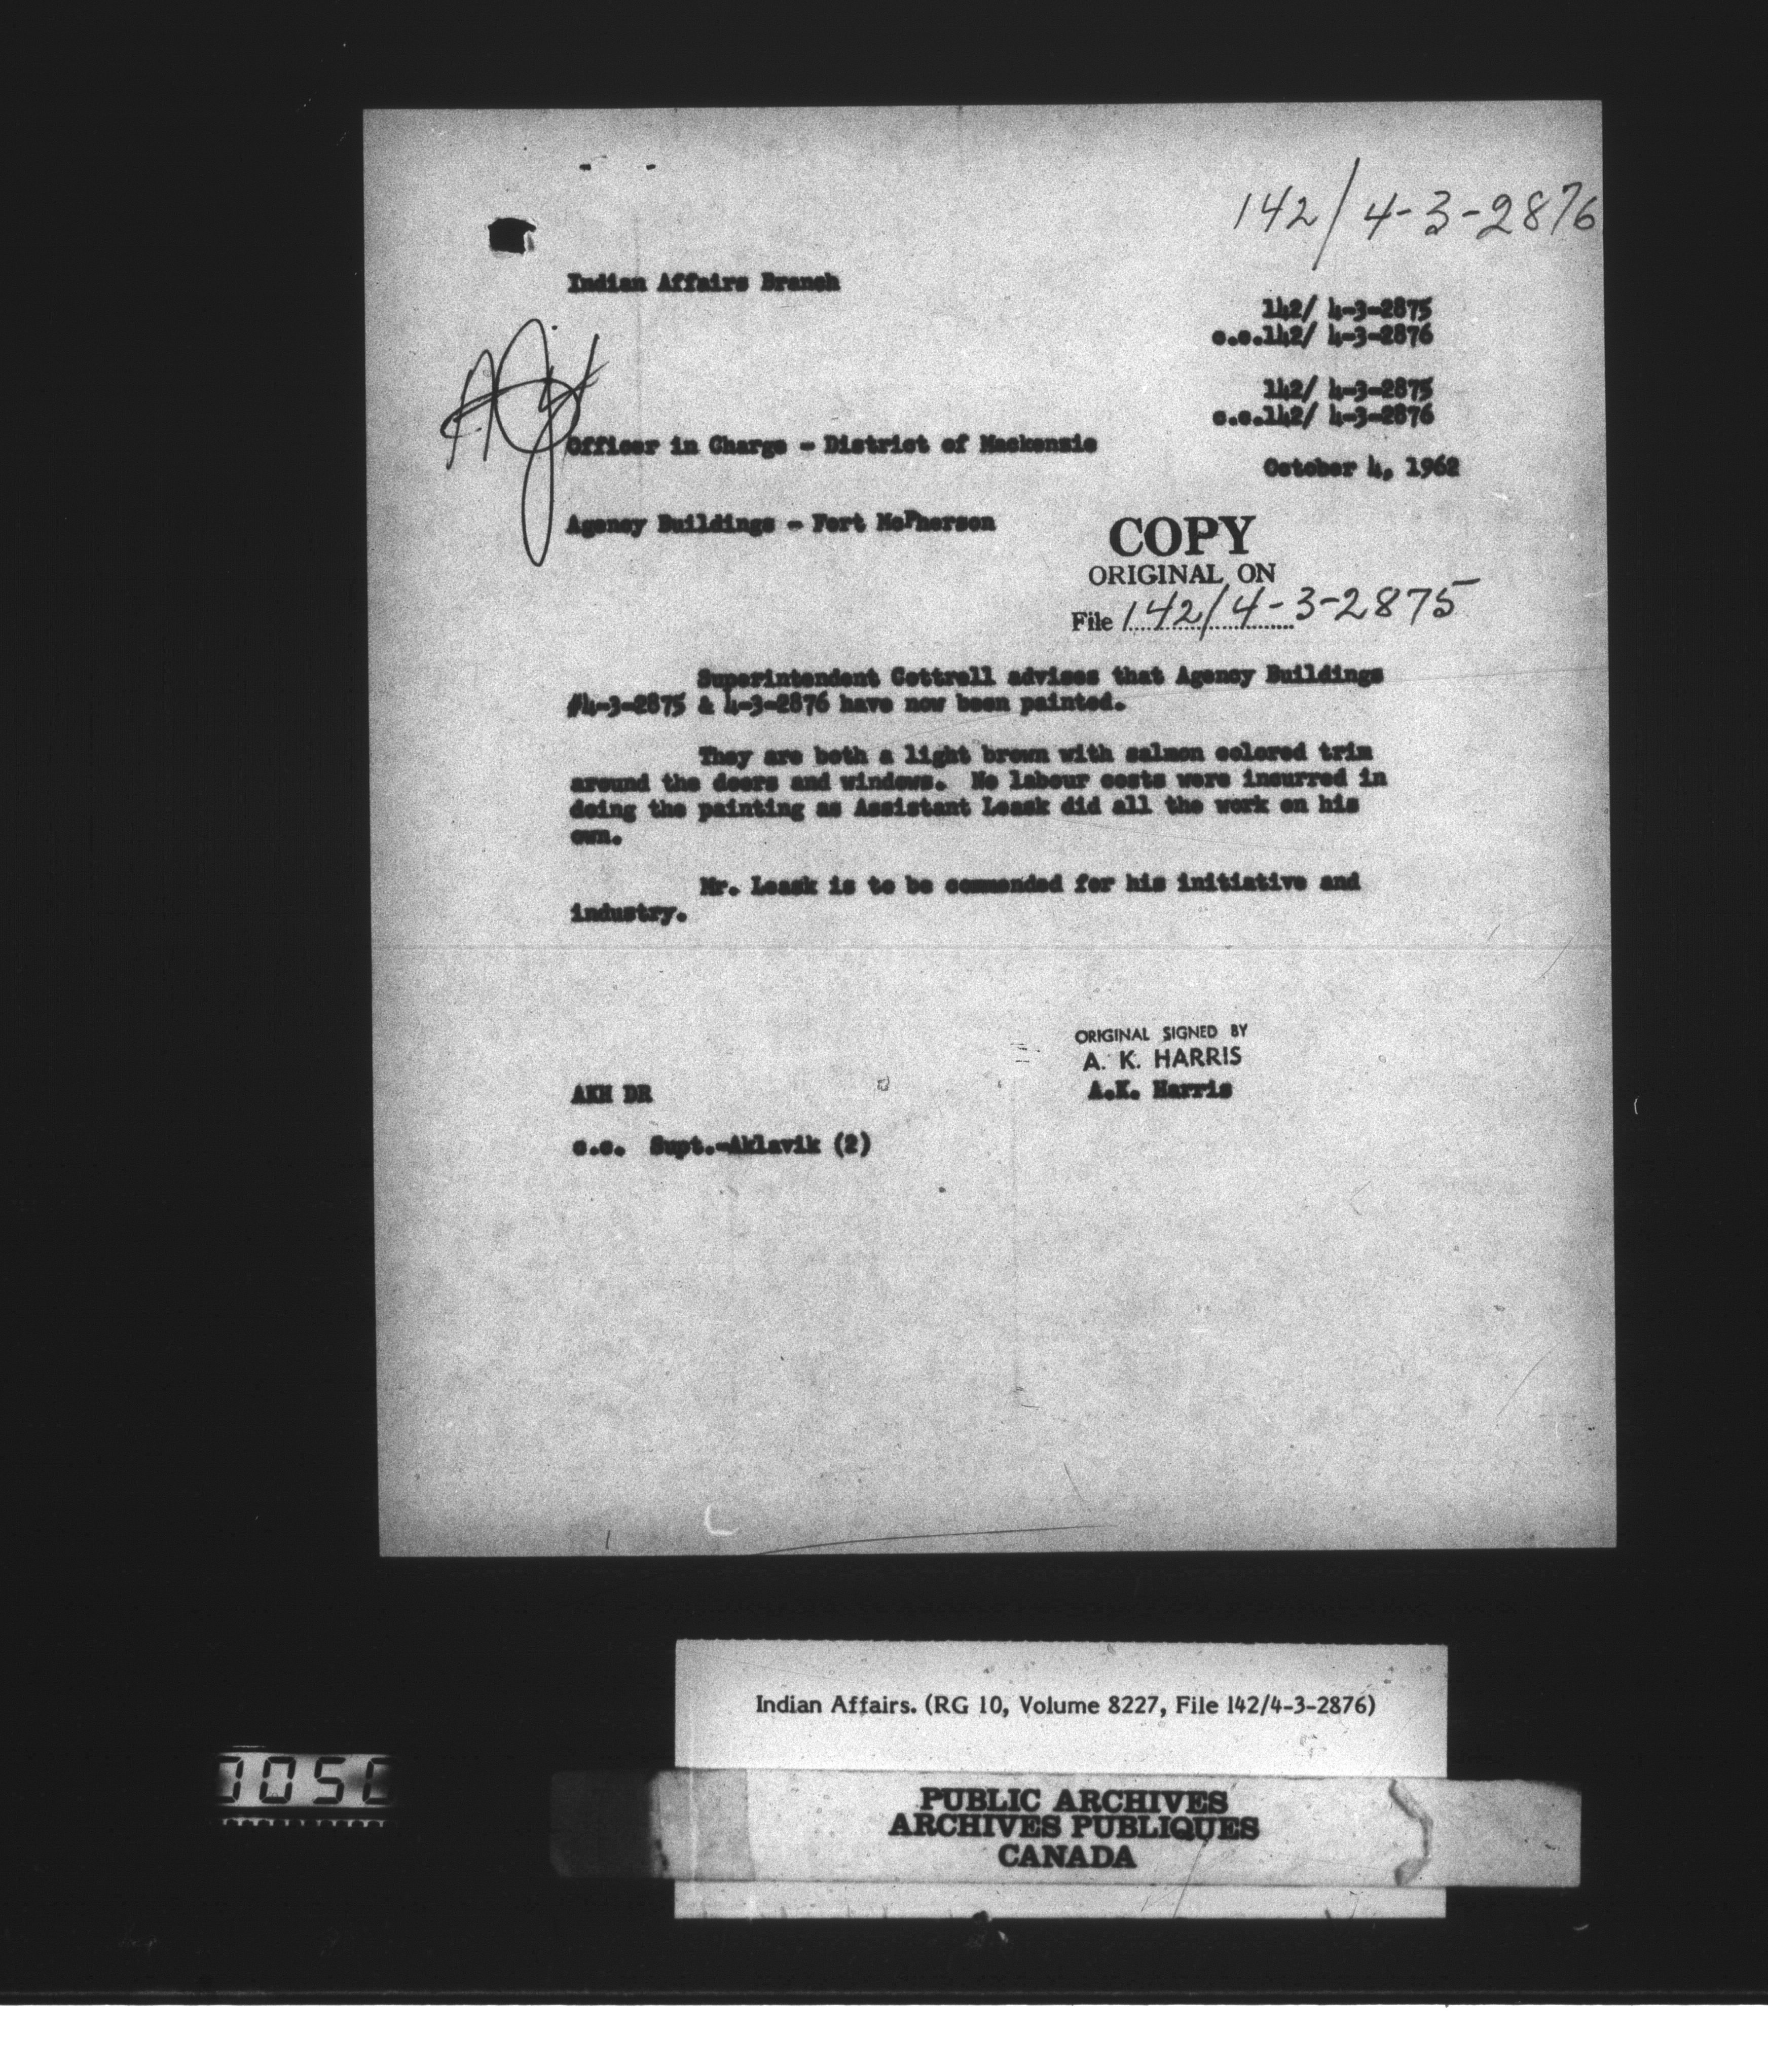 142/4-3-2876
Indian Affairs Branch
142/ 4-3-2875
c.c.142/ 4-3-2876
142/ 4-3-2875
c.c.142/ 4-3-2876
Officer in Charge - District of Mackenzie
October 4, 1962
Agency Buildings - Fort McPherson
COPY
ORIGINAL ON
File 142/4-3-2875
Superintendent Cottrell advises that Agency Buildings
#4-3-2875 & 4-3-2876 have now been painted.
They are both a light brown with salmon colored trim
around the doors and windows. No labour costs were incurred in
doing the painting as Assistant Leask did all the work on his
own.
Mr. Leask is to be commended for his initiative and
industry.
ORIGINAL SIGNED BY
A. K. HARRIS
A.K. Harris
AKH DR
c.c. Supt.-Aklavik (2)
Indian Affairs. (RG 10, Volume 8227, File 142/4-3-2876)
PUBLIC ARCHIVES
ARCHIVES PUBLIQUES
CANADA